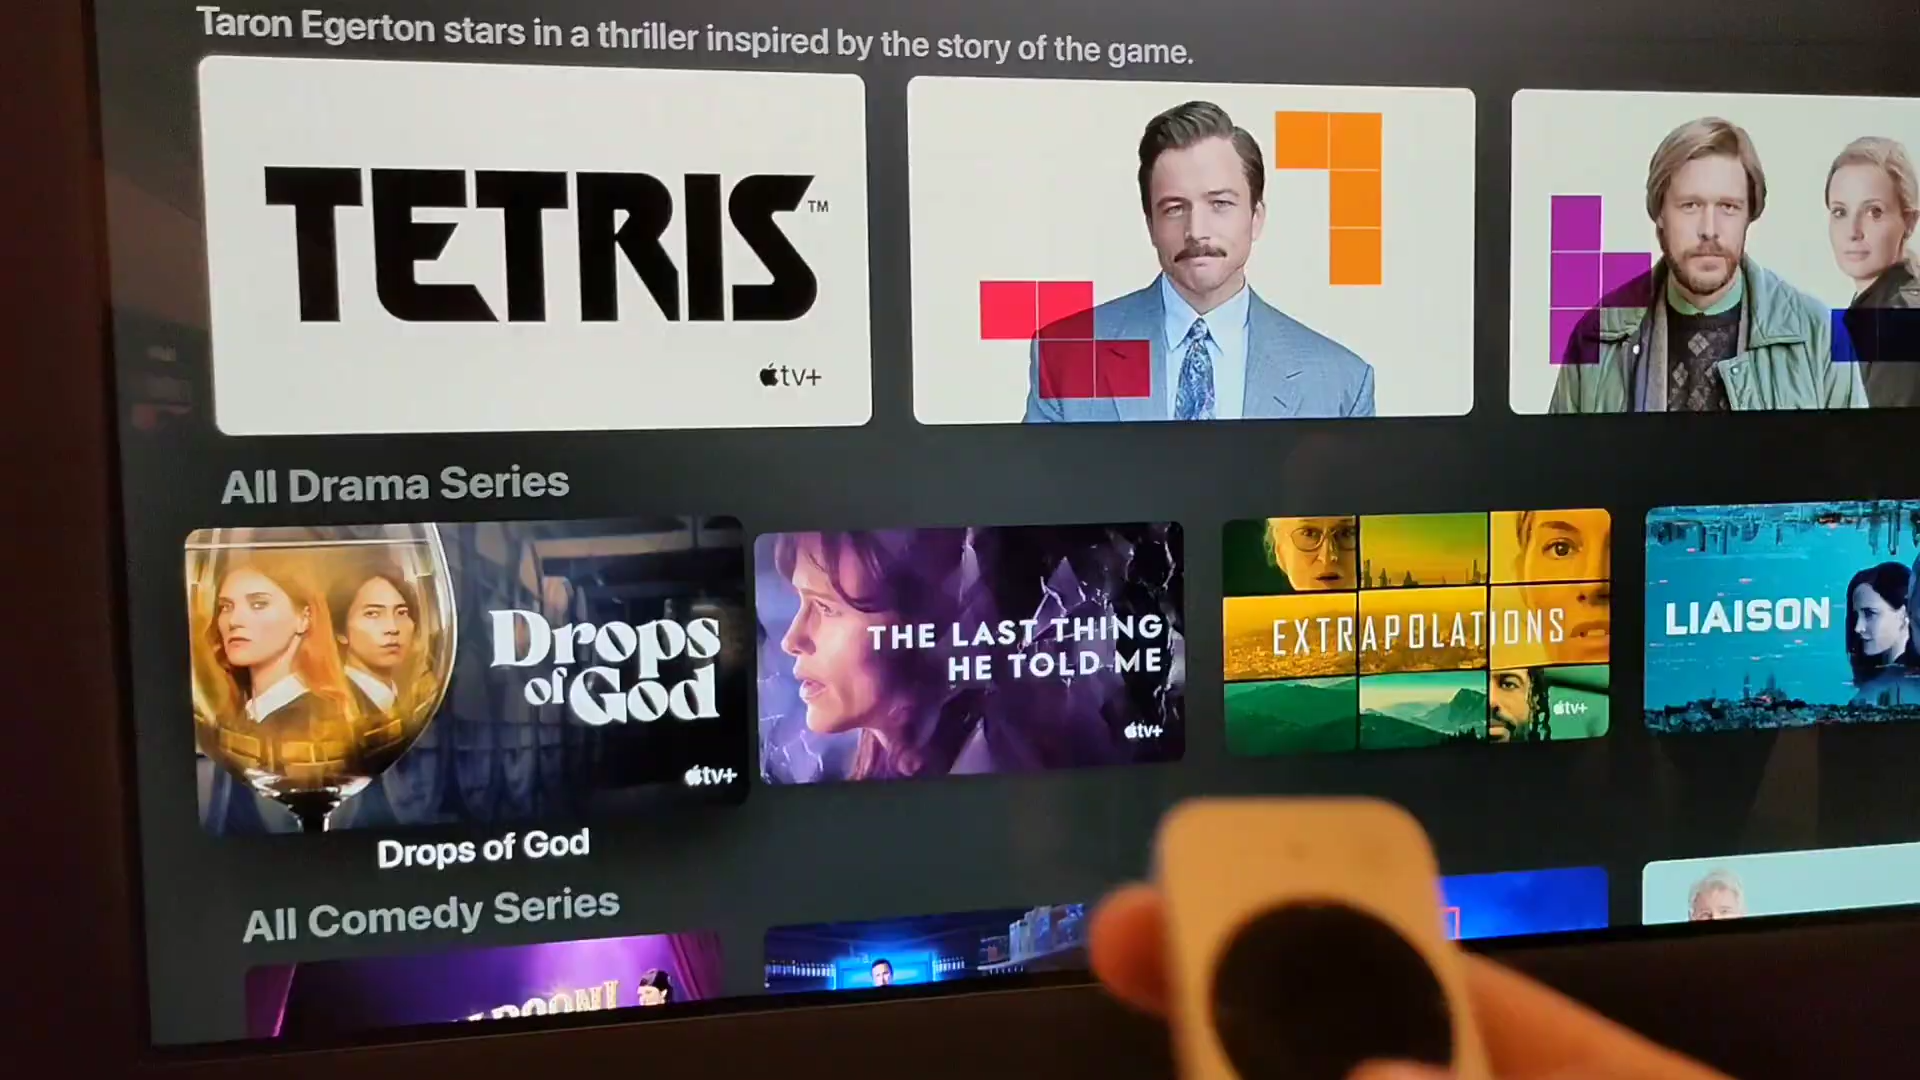 Taron Egerton stars in a thriller inspired by the story of the game.
TETRIS™
tv+
All Drama Series
Drops
of God
tv+
THE LAST THING
HE TOLD ME
tv+
EXTRAPOLATIONS
tv+
LIAISON
Drops of God
All Comedy Series